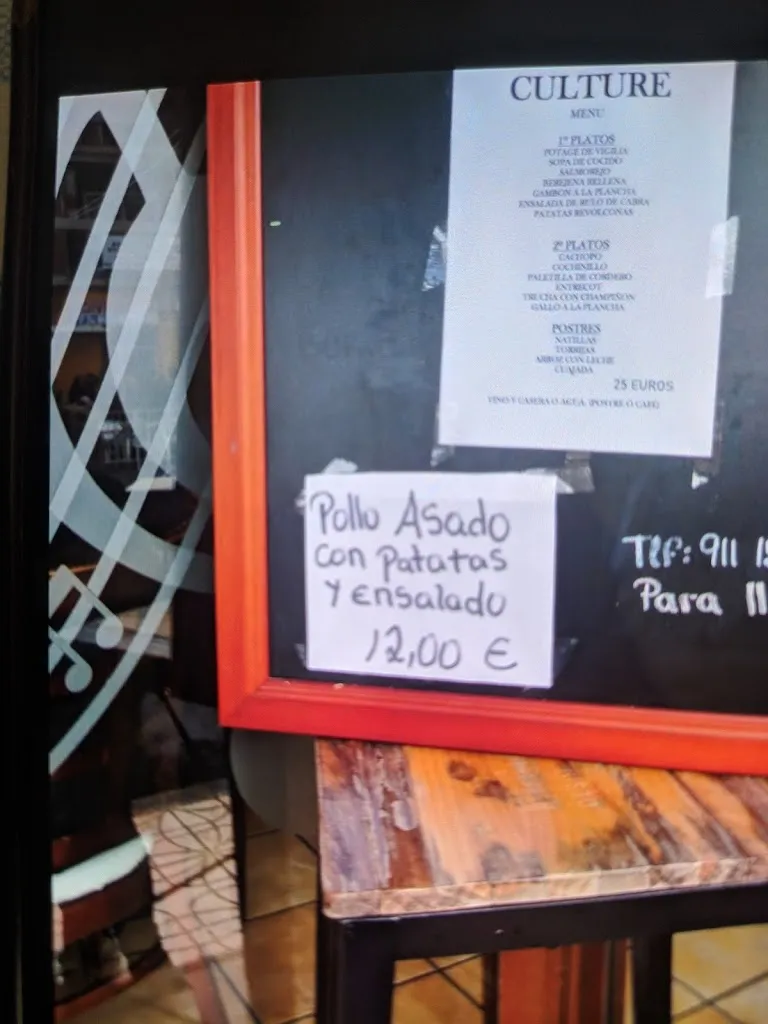 CULTURE
MENU
1º PLATOS
POTAJE DE VIGILIA
SOPA DE COCIDO
SALMOREJO
BEREJENA RELLENA
GAMBON A LA PLANCHA
ENSALADA DE RULO DE CABRA
PATATAS REVOLCONAS
2º PLATOS
CACHOPO
COCHINILLO
PALETILLA DE CORDERO
ENTRECOT
TRUCHA CON CHAMPIÑON
GALLO A LA PLANCHA
POSTRES
NATILLAS
TORRIJAS
ARROZ CON LECHE
CUAJADA
25 EUROS
VINO Y CASERA O AGUA. (POSTRE O CAFE)
Pollo Asado
con patatas
y ensalado
12,00 €
Tlf: 911
Para ll